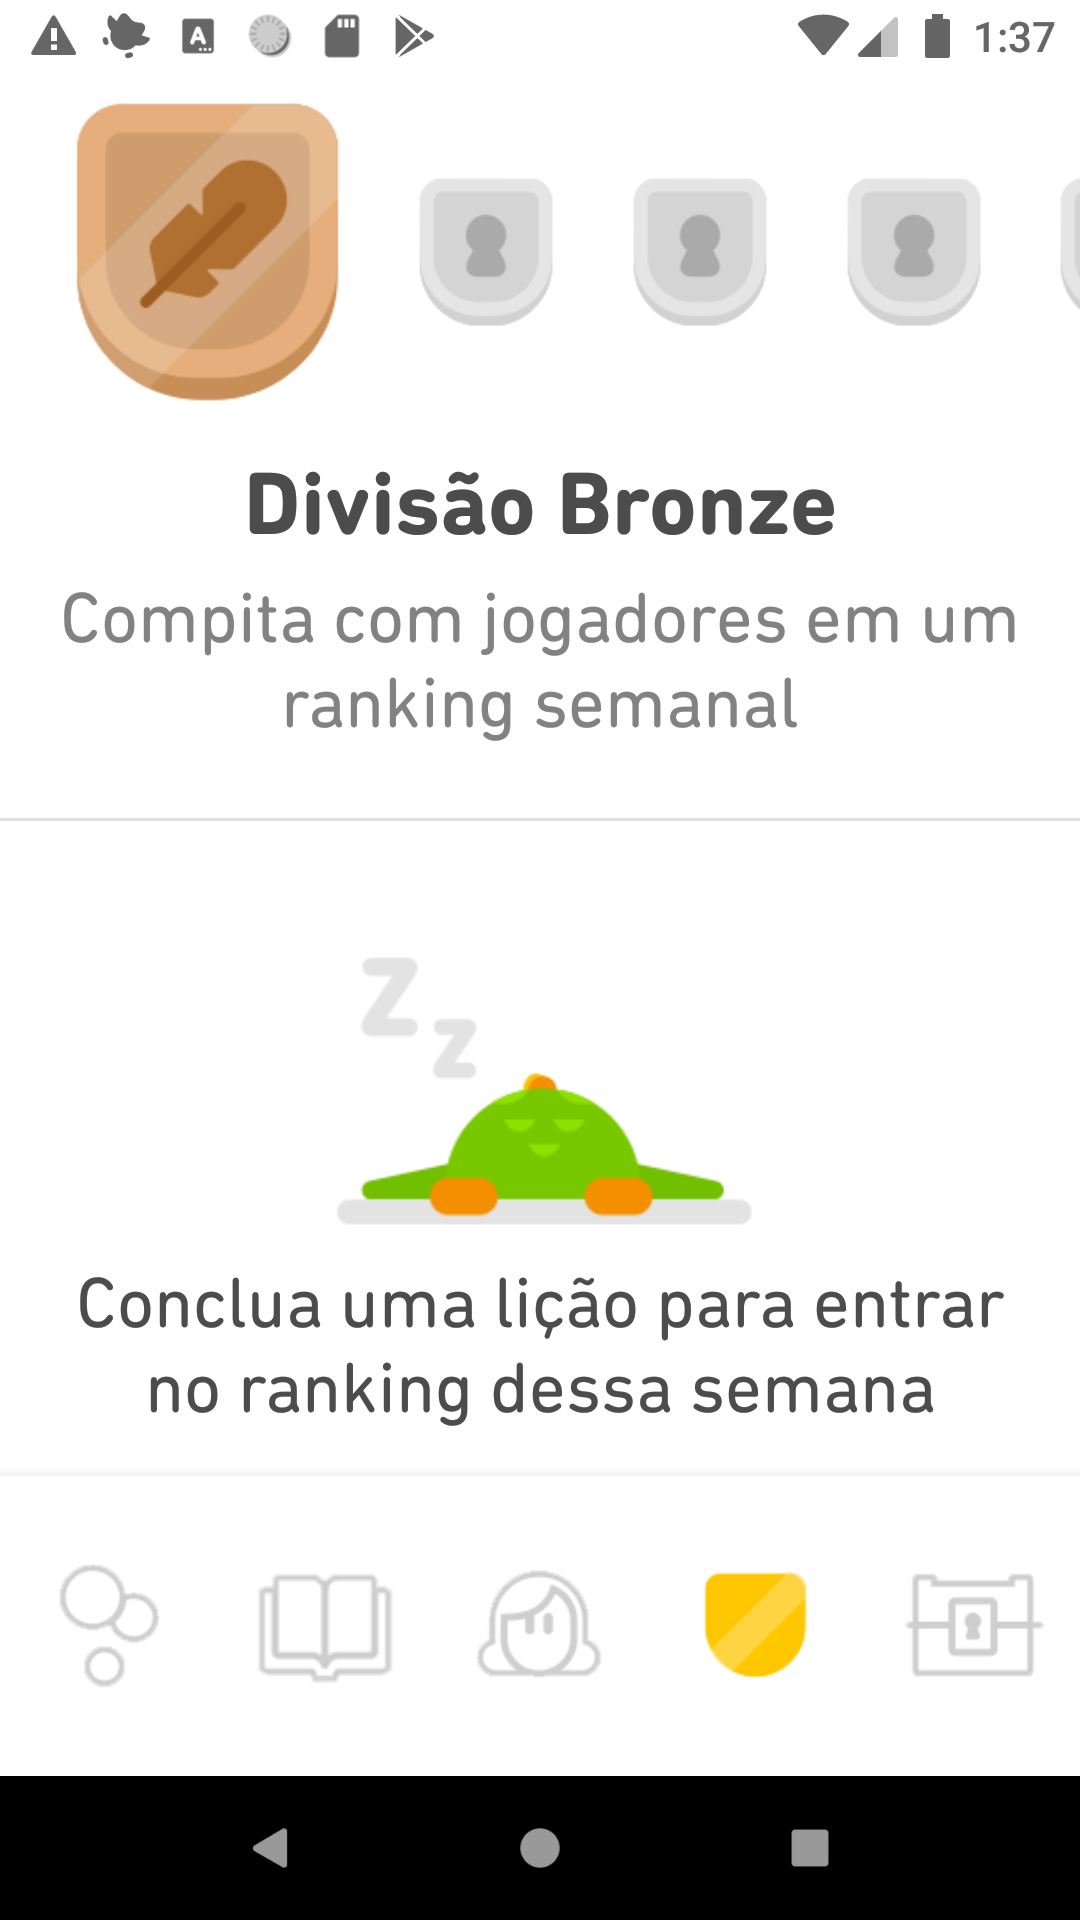 1:37
Divisão Bronze
Compita com jogadores em um
ranking semanal
Z
z
Conclua uma lição para entrar
no ranking dessa semana